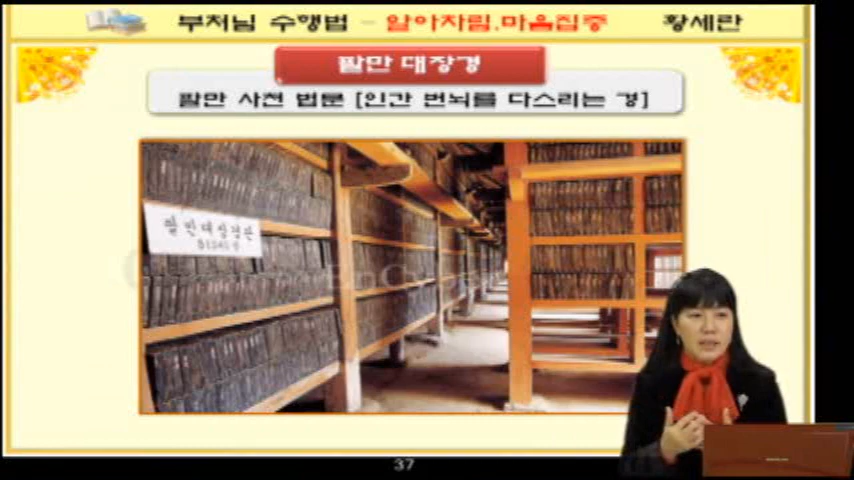 부처님 수행법 - 알아차림,마음집중 황세란
팔만 대장경
팔만 사천 법문 [인간 번뇌를 다스리는 경]
팔만대장경판
37